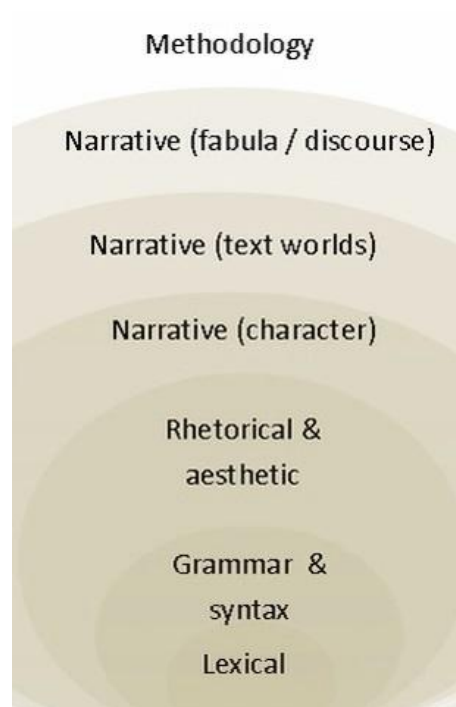 Methodology
Narrative (fabula / discourse)
Narrative (text worlds)
Narrative (character)
Rhetorical &
aesthetic
Grammar &
syntax
Lexical